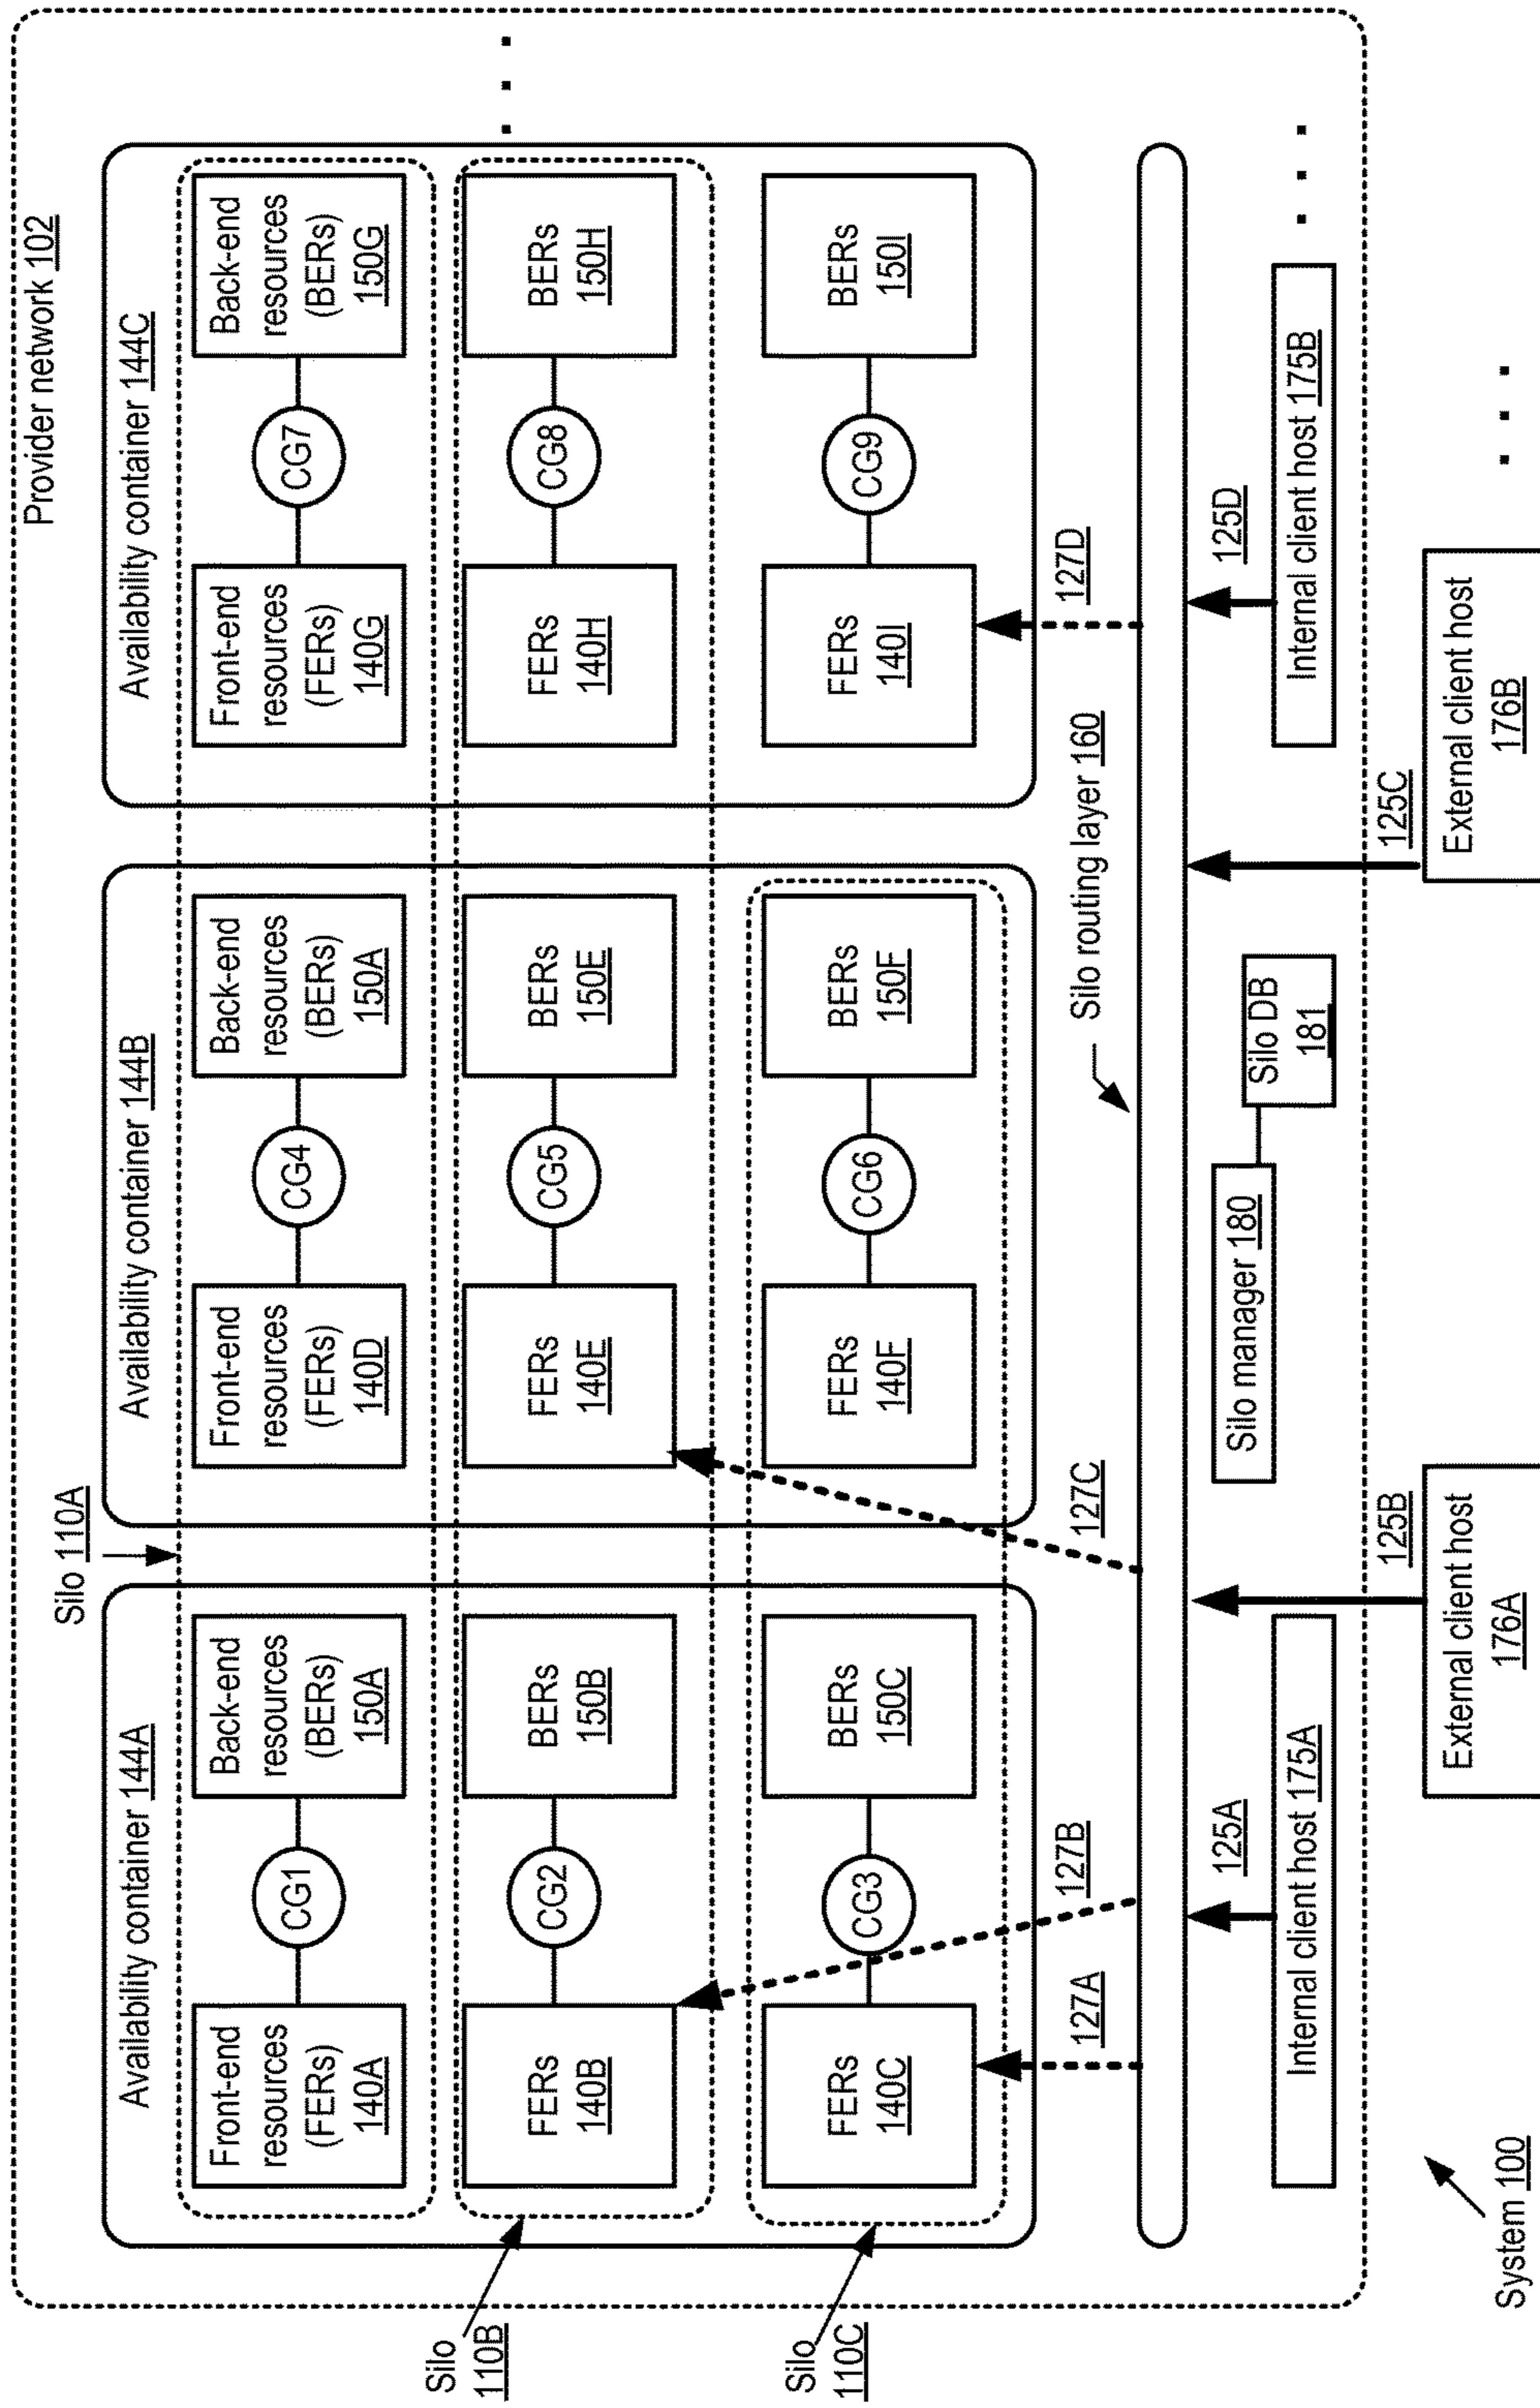 Provider network 102
Silo 110A
Availability container 144A
Front-end
resources
(FERs)
140A
CG1
Back-end
resources
(BERs)
150A
Availability container 144B
Front-end
resources
(FERs)
140D
CG4
Back-end
resources
(BERs)
150A
Availability container 144C
Front-end
resources
(FERs)
140G
CG7
Back-end
resources
(BERs)
150G
Silo
110B
FERs
140B
CG2
BERs
150B
FERs
140E
CG5
BERs
150E
FERs
140H
CG8
BERs
150H
Silo
110C
FERs
140C
CG3
BERs
150C
FERs
140F
CG6
BERs
150F
FERs
140I
CG9
BERs
150I
127A
127B
127C
Silo routing layer 160
127D
125A
125B
125C
125D
Internal client host 175A
Silo manager 180
Silo DB
181
Internal client host 175B
External client host
176A
External client host
176B
System 100